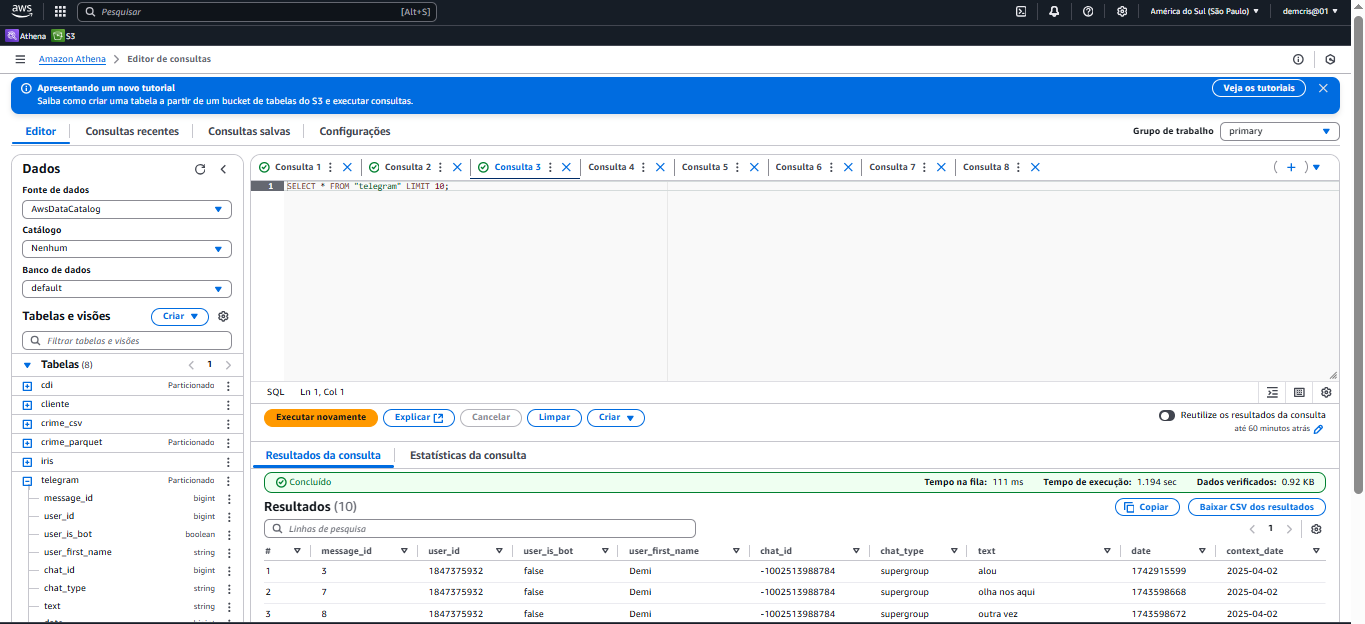 aws
Pesquisar
[Alt+S]
América do Sul (São Paulo)
demcris@01
Athena
S3
Amazon Athena
Editor de consultas
Apresentando um novo tutorial
Saiba como criar uma tabela a partir de um bucket de tabelas do S3 e executar consultas.
Veja os tutoriais
Editor
Consultas recentes
Consultas salvas
Configurações
Grupo de trabalho
primary
Dados
Fonte de dados
AwsDataCatalog
Catálogo
Nenhum
Banco de dados
default
Tabelas e visões
Criar
Filtrar tabelas e visões
Tabelas (8)
1
cdi Particionado
cliente
crime_csv
crime_parquet Particionado
iris
telegram Particionado
message_id bigint
user_id bigint
user_is_bot boolean
user_first_name string
chat_id bigint
chat_type string
text string
Consulta 1
Consulta 2
Consulta 3
Consulta 4
Consulta 5
Consulta 6
Consulta 7
Consulta 8
1 SELECT * FROM "telegram" LIMIT 10;
SQL
Ln 1, Col 1
Executar novamente
Explicar
Cancelar
Limpar
Criar
Reutilize os resultados da consulta
até 60 minutos atrás
Resultados da consulta
Estatísticas da consulta
Concluído
Tempo na fila: 111 ms
Tempo de execução: 1.194 sec
Dados verificados: 0.92 KB
Resultados (10)
Copiar
Baixar CSV dos resultados
Linhas de pesquisa
1
# message_id user_id user_is_bot user_first_name chat_id chat_type text date context_date
1 3 1847375932 false Demi -1002513988784 supergroup alou 1742915599 2025-04-02
2 7 1847375932 false Demi -1002513988784 supergroup olha nos aqui 1743598668 2025-04-02
3 8 1847375932 false Demi -1002513988784 supergroup outra vez 1743598672 2025-04-02